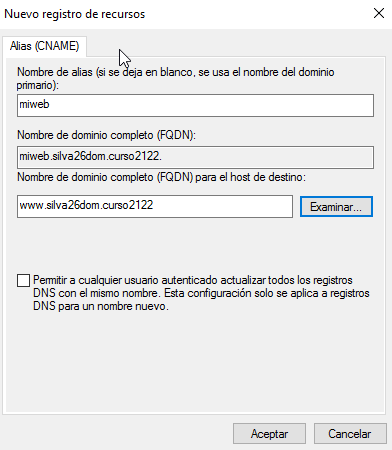 Nuevo registro de recursos
Alias (CNAME)
Nombre de alias (si se deja en blanco, se usa el nombre del dominio
primario):
miweb
Nombre de dominio completo (FQDN):
miweb.silva26dom.curso2122.
Nombre de dominio completo (FQDN) para el host de destino:
www.silva26dom.curso2122
Examinar...
Permitir a cualquier usuario autenticado actualizar todos los registros
DNS con el mismo nombre. Esta configuración solo se aplica a registros
DNS para un nombre nuevo.
Aceptar
Cancelar